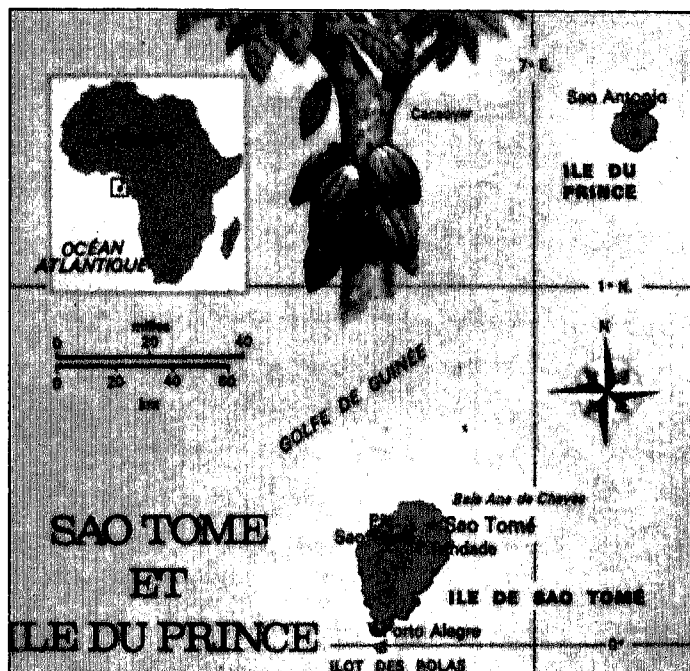 7° E.
Cacaoyer
Sao Antonio
ILE DU
PRINCE
OCÉAN
ATLANTIQUE
1° N.
milles
0 20 40
0 20 40 60
km
N
GOLFE DE GUINÉE
Baie Ana de Chaves
Sao Tomé
SAO TOME
ET
ILE DU PRINCE
ILE DE SAO TOMÉ
Porto Alegre
0°
ILOT DES ROLAS